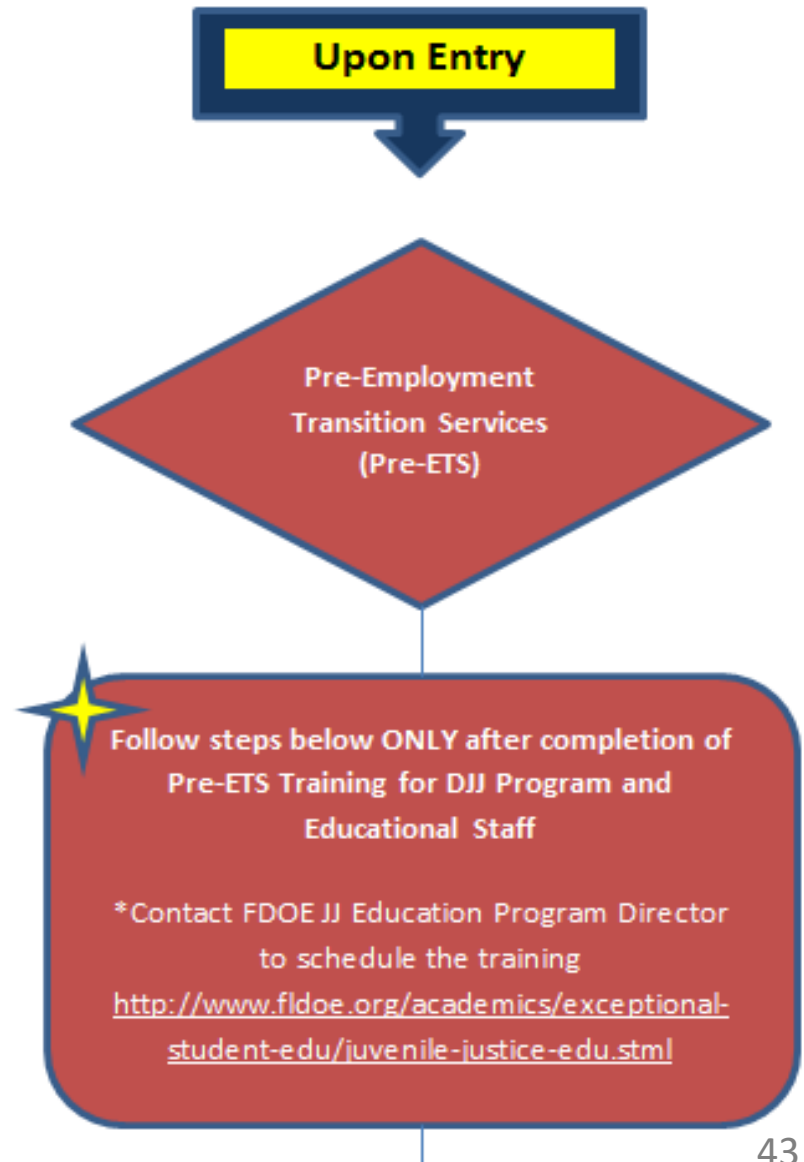 Upon Entry
Pre-Employment
Transition Services
(Pre-ETS)
Follow steps below ONLY after completion of
Pre-ETS Training for DJJ Program and
Educational Staff
*Contact FDOE JJ Education Program Director
to schedule the training
http://www.fldoe.org/academics/exceptional-
student-edu/juvenile-justice-edu.stml
43